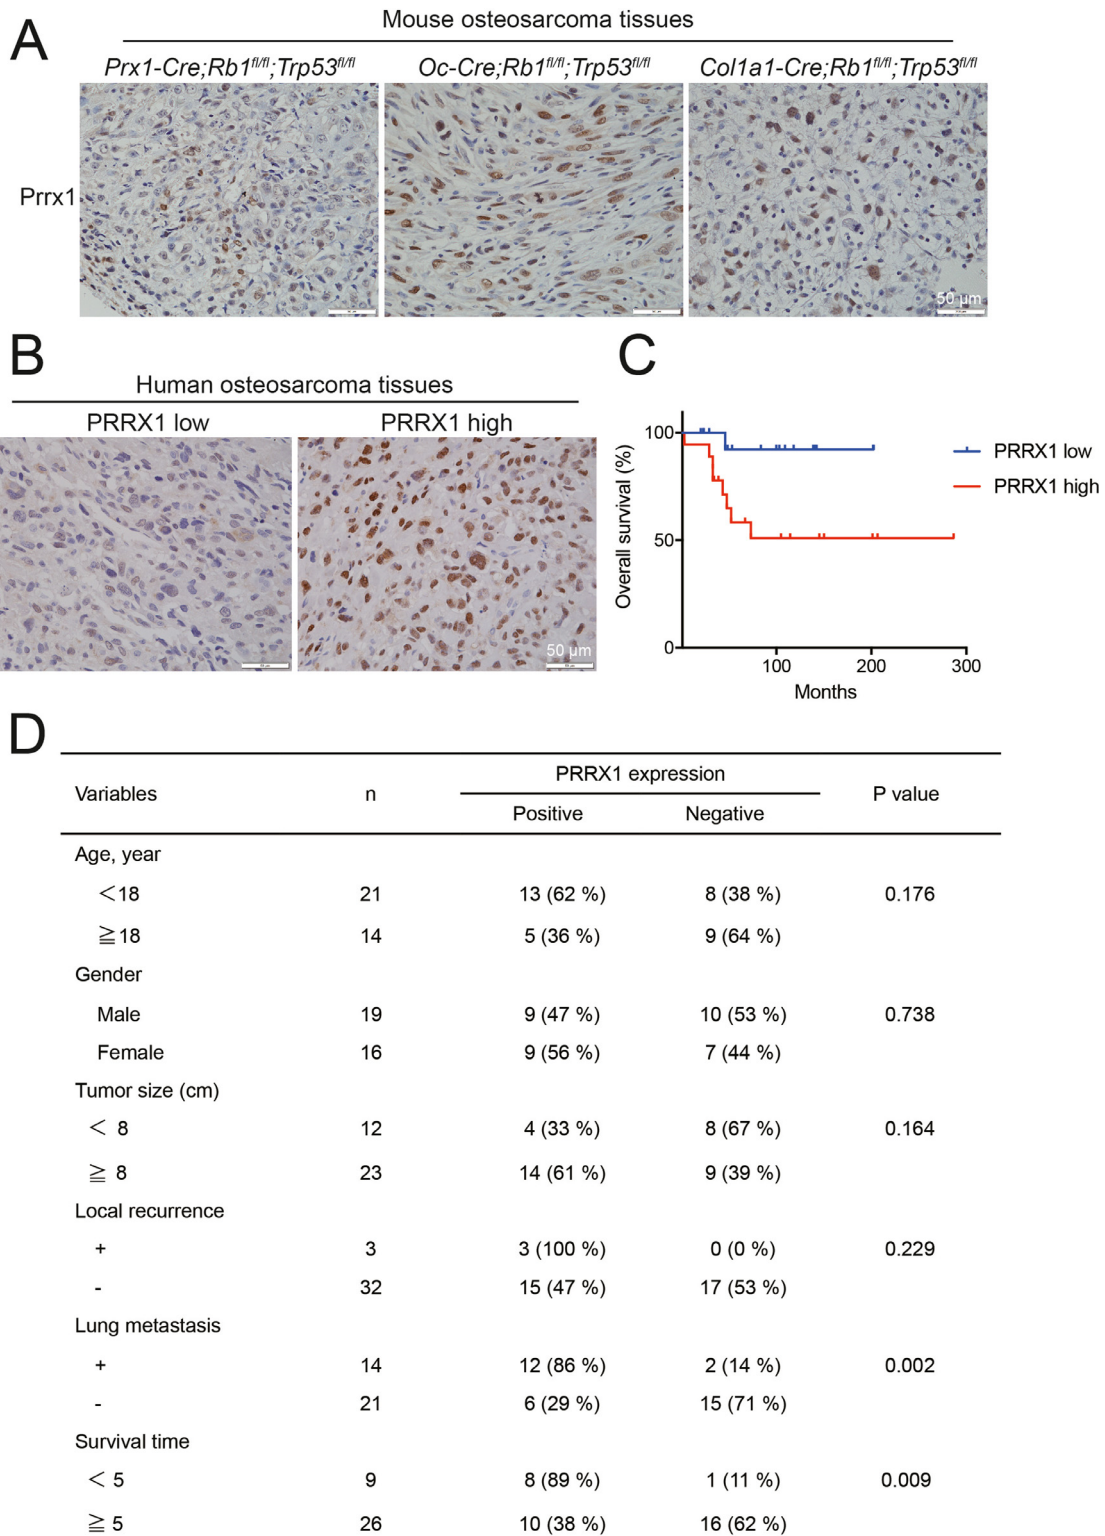 A
Mouse osteosarcoma tissues
Prx1-Cre;Rb1fl/fl;Trp53fl/fl Oc-Cre;Rb1fl/fl;Trp53fl/fl Col1a1-Cre;Rb1fl/fl;Trp53fl/fl
Prrx1
50 µm
B
Human osteosarcoma tissues
PRRX1 low PRRX1 high
50 µm
C
Overall survival (%)
100
50
0
100 200 300
Months
PRRX1 low
PRRX1 high
D
Variables n PRRX1 expression P value
Positive Negative
Age, year
<18 21 13 (62 %) 8 (38 %) 0.176
≧18 14 5 (36 %) 9 (64 %)
Gender
Male 19 9 (47 %) 10 (53 %) 0.738
Female 16 9 (56 %) 7 (44 %)
Tumor size (cm)
< 8 12 4 (33 %) 8 (67 %) 0.164
≧ 8 23 14 (61 %) 9 (39 %)
Local recurrence
+ 3 3 (100 %) 0 (0 %) 0.229
- 32 15 (47 %) 17 (53 %)
Lung metastasis
+ 14 12 (86 %) 2 (14 %) 0.002
- 21 6 (29 %) 15 (71 %)
Survival time
< 5 9 8 (89 %) 1 (11 %) 0.009
≧ 5 26 10 (38 %) 16 (62 %)